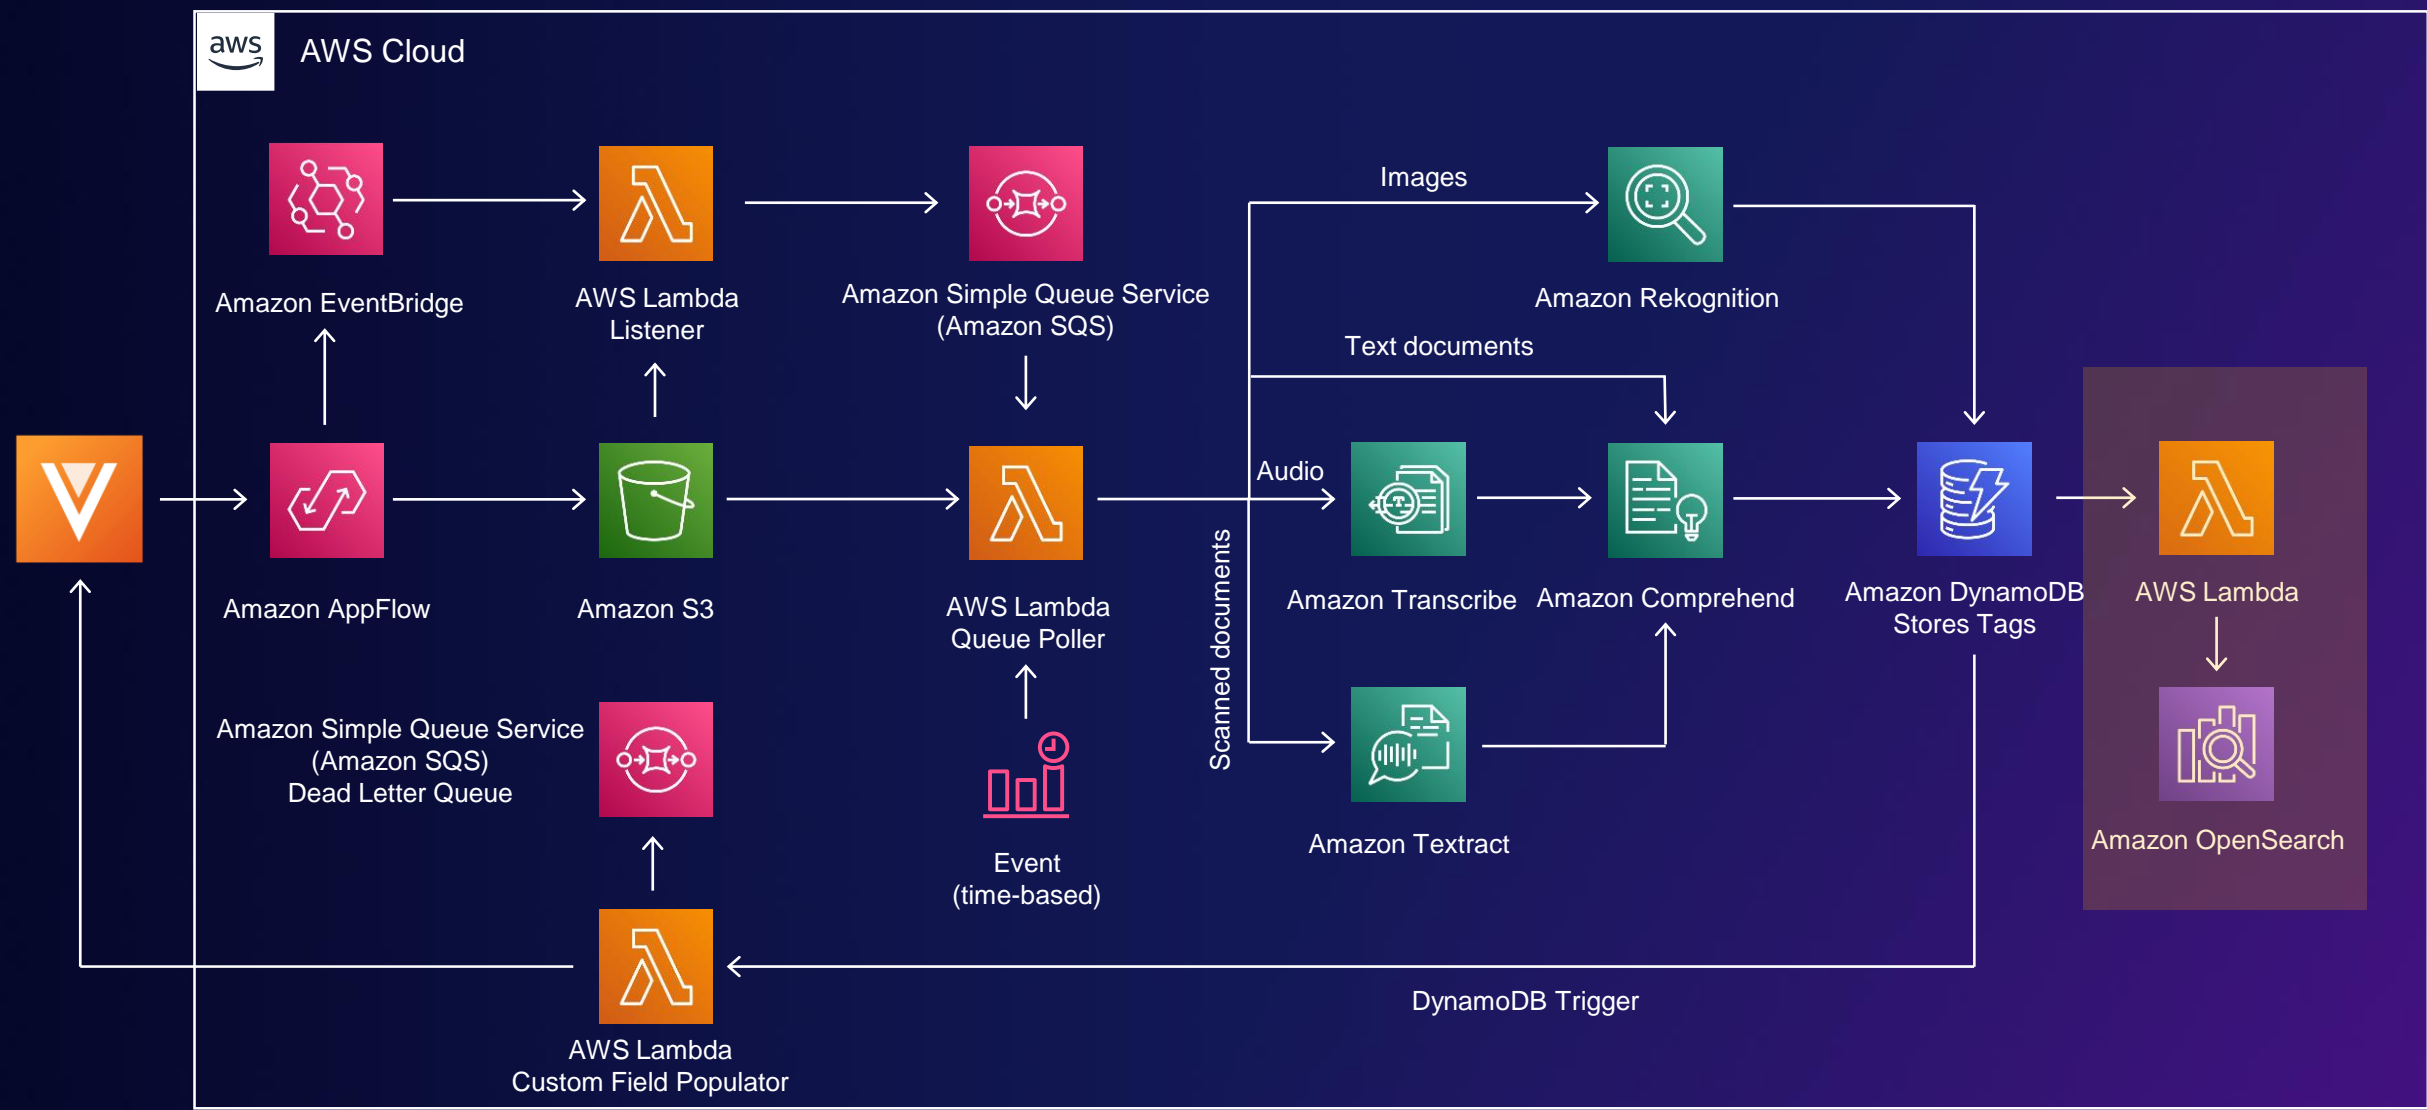 aws
AWS Cloud
Amazon EventBridge
AWS Lambda
Listener
Amazon Simple Queue Service
(Amazon SQS)
Images
Amazon Rekognition
Text documents
Audio
Scanned documents
Amazon AppFlow
Amazon S3
AWS Lambda
Queue Poller
Amazon Transcribe
Amazon Comprehend
Amazon DynamoDB
Stores Tags
AWS Lambda
Amazon Simple Queue Service
(Amazon SQS)
Dead Letter Queue
Event
(time-based)
Amazon Textract
Amazon OpenSearch
DynamoDB Trigger
AWS Lambda
Custom Field Populator